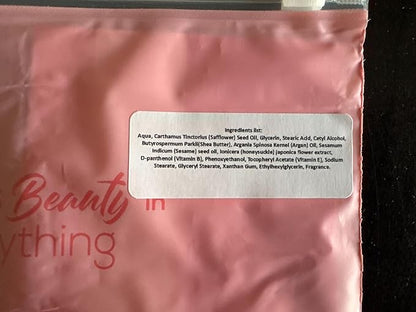 Ingredients list:
Aqua, Carthamus Tinctorius (Safflower) Seed Oil, Glycerin, Stearic Acid, Cetyl Alcohol,
Butyrospermum Parkii(Shea Butter), Argania Spinosa Kernel (Argan) Oil, Sesamum
Indicum (Sesame) seed oil, lonicera (honeysuckle) japonica flower extract,
D-panthenol (Vitamin B), Phenoxyethanol, Tocopheryl Acetate (Vitamin E), Sodium
Stearate, Glyceryl Stearate, Xanthan Gum, Ethylhexylglycerin, Fragrance.
s Beauty in
ything